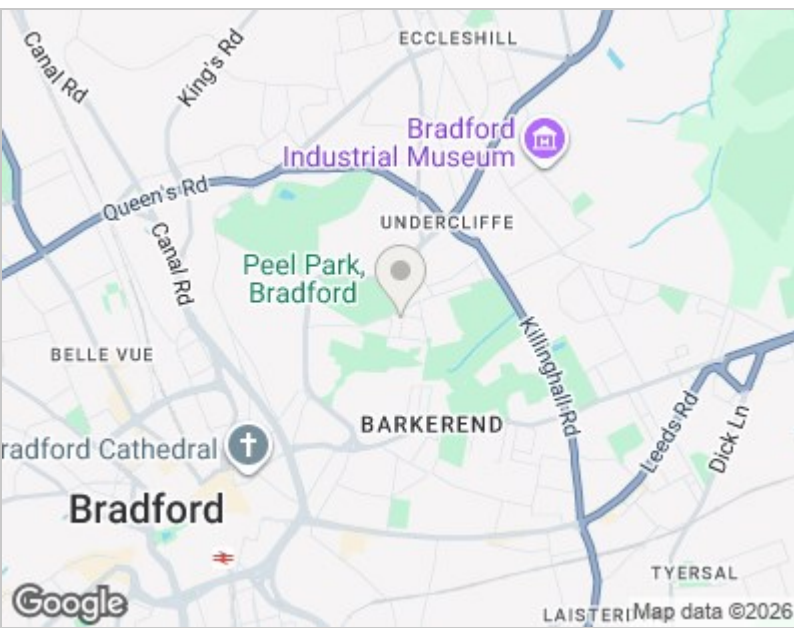 ECCLESHILL
Canal Rd
King's Rd
Bradford
Industrial Museum
Queen's Rd
UNDERCLIFFE
Canal Rd
Peel Park,
Bradford
Killinghall Rd
BELLE VUE
BARKEREND
Leeds Rd
Dick Ln
radford Cathedral
Bradford
TYERSAL
Google
LAISTER
Map data ©2026